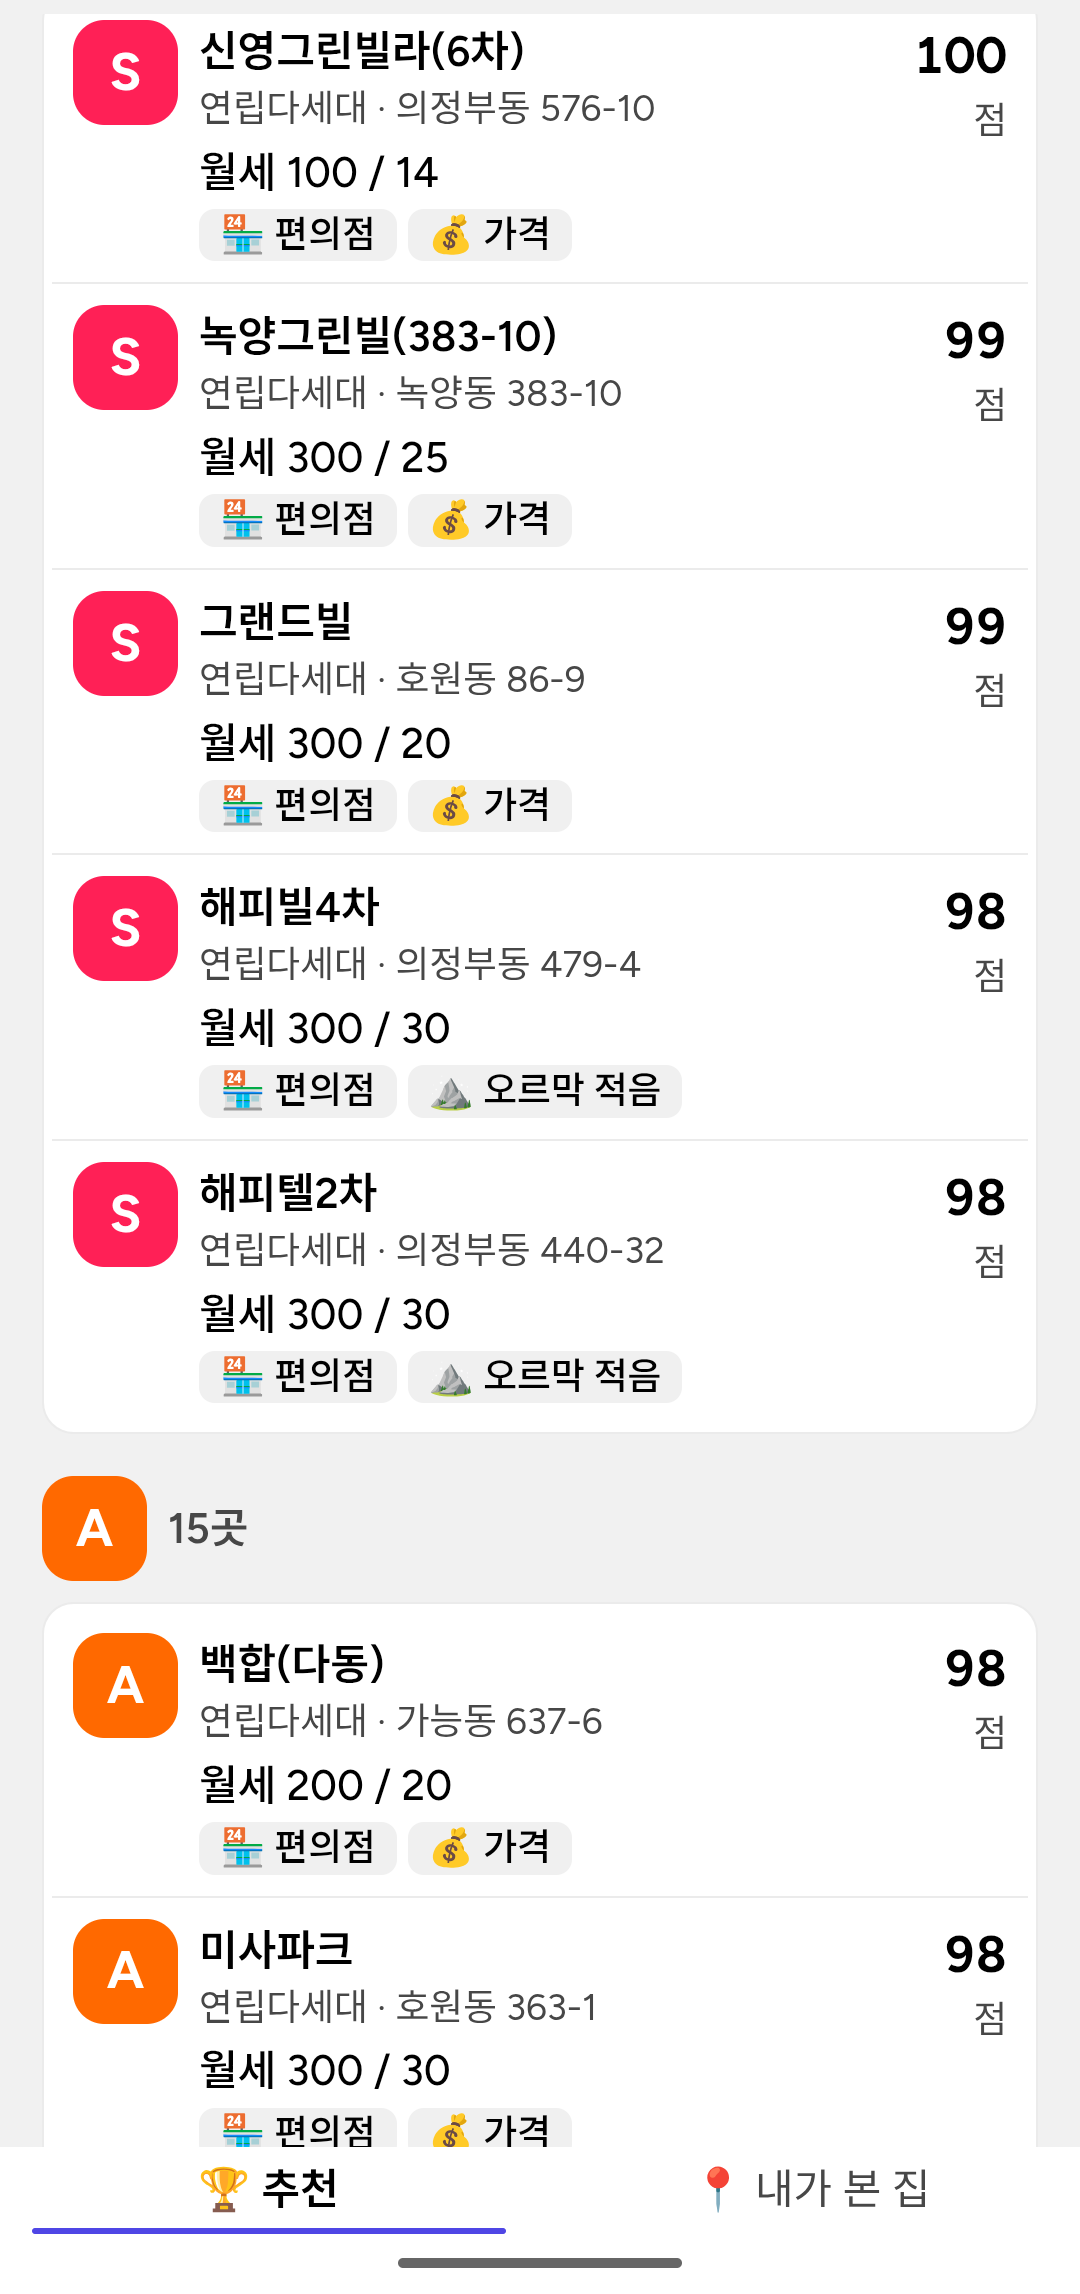 S 신영그린빌라(6차) 100
연립다세대 · 의정부동 576-10 점
월세 100 / 14
24 편의점 가격
S 녹양그린빌(383-10) 99
연립다세대 · 녹양동 383-10 점
월세 300 / 25
24 편의점 가격
S 그랜드빌 99
연립다세대 · 호원동 86-9 점
월세 300 / 20
24 편의점 가격
S 해피빌4차 98
연립다세대 · 의정부동 479-4 점
월세 300 / 30
24 편의점 오르막 적음
S 해피텔2차 98
연립다세대 · 의정부동 440-32 점
월세 300 / 30
24 편의점 오르막 적음
A 15곳
A 백합(다동) 98
연립다세대 · 가능동 637-6 점
월세 200 / 20
24 편의점 가격
A 미사파크 98
연립다세대 · 호원동 363-1 점
월세 300 / 30
24 편의점 가격
추천 내가 본 집